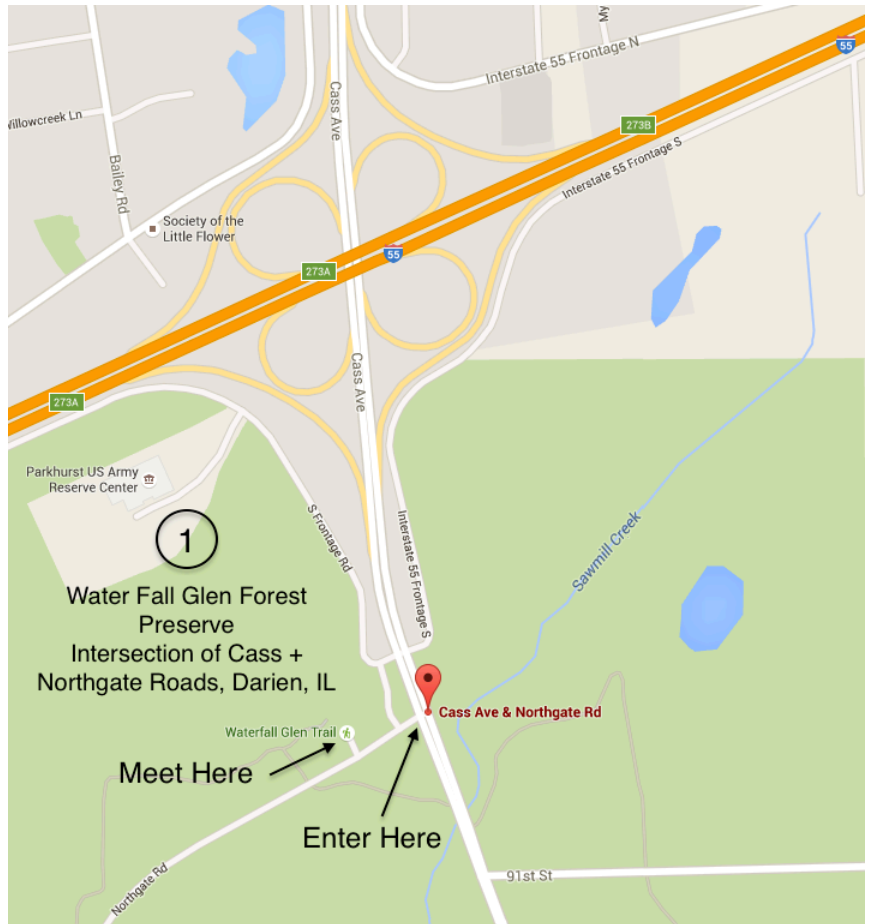 My
55
Interstate 55 Frontage N
Cass Ave
Willowcreek Ln
273B
Bailey Rd
Interstate 55 Frontage S
Society of the
Little Flower
55
273A
Cass Ave
273A
Parkhurst US Army
Reserve Center
S Frontage Rd
Interstate 55 Frontage S
1
Sawmill Creek
Water Fall Glen Forest
Preserve
Intersection of Cass +
Northgate Roads, Darien, IL
Cass Ave & Northgate Rd
Waterfall Glen Trail
Meet Here
Enter Here
Northgate Rd
91st St